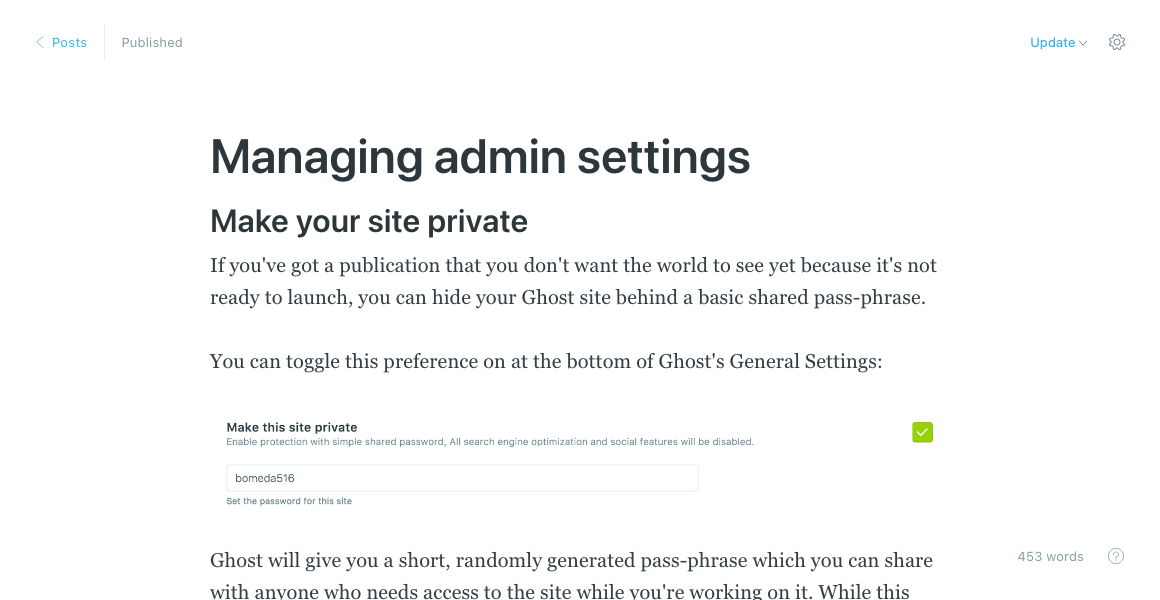 Posts
Published
Update
Managing admin settings
Make your site private
If you've got a publication that you don't want the world to see yet because it's not
ready to launch, you can hide your Ghost site behind a basic shared pass-phrase.
You can toggle this preference on at the bottom of Ghost's General Settings:
Make this site private
Enable protection with simple shared password, All search engine optimization and social features will be disabled.
bomeda516
Set the password for this site
Ghost will give you a short, randomly generated pass-phrase which you can share
453 words
?
with anyone who needs access to the site while you're working on it. While this